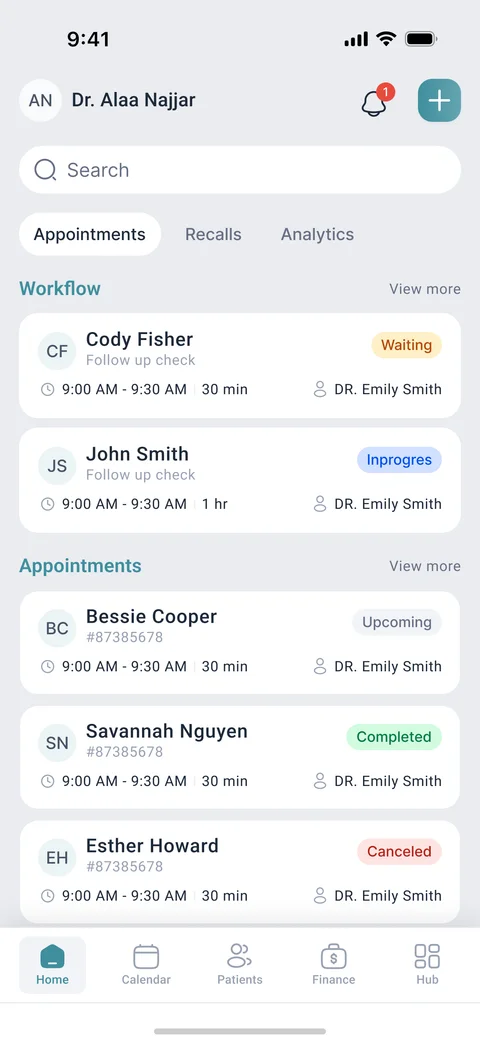 9:41
AN Dr. Alaa Najjar 1
Search
Appointments Recalls Analytics
Workflow View more
CF Cody Fisher Waiting
Follow up check
9:00 AM - 9:30 AM 30 min DR. Emily Smith
JS John Smith Inprogres
Follow up check
9:00 AM - 9:30 AM 1 hr DR. Emily Smith
Appointments View more
BC Bessie Cooper Upcoming
#87385678
9:00 AM - 9:30 AM 30 min DR. Emily Smith
SN Savannah Nguyen Completed
#87385678
9:00 AM - 9:30 AM 30 min DR. Emily Smith
EH Esther Howard Canceled
#87385678
9:00 AM - 9:30 AM 30 min DR. Emily Smith
Home Calendar Patients Finance Hub